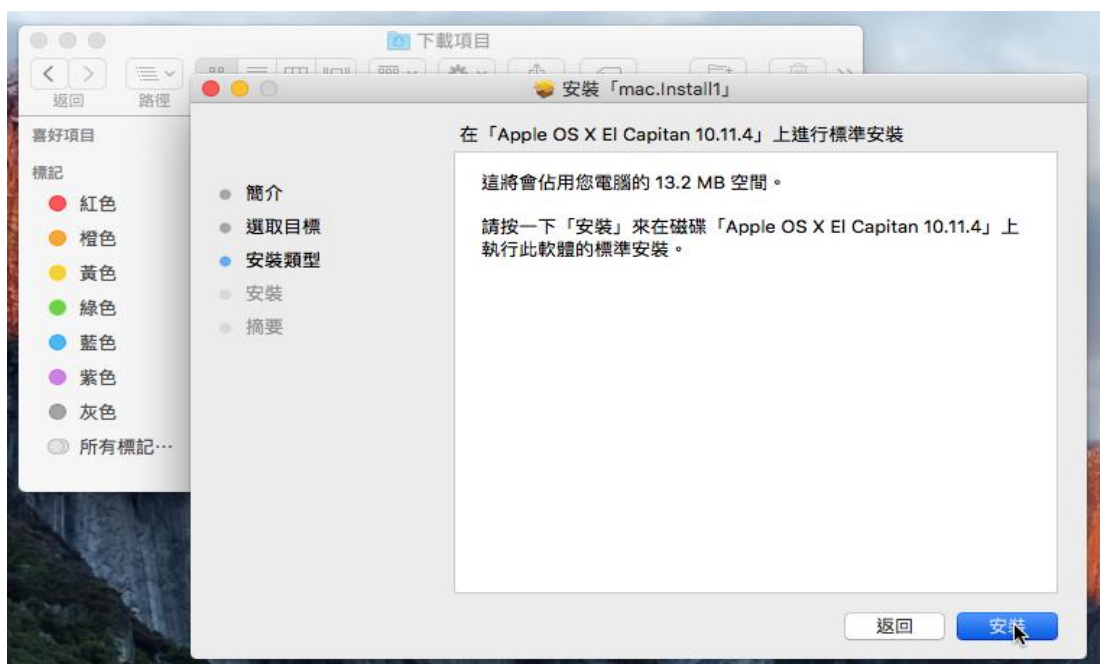 下載項目
返回
路徑
喜好項目
標記
紅色
橙色
黃色
綠色
藍色
紫色
灰色
所有標記…
安裝「mac.Install1」
在「Apple OS X El Capitan 10.11.4」上進行標準安裝
簡介
選取目標
安裝類型
安裝
摘要
這將會佔用您電腦的 13.2 MB 空間。
請按一下「安裝」來在磁碟「Apple OS X El Capitan 10.11.4」上
執行此軟體的標準安裝。
返回
安裝